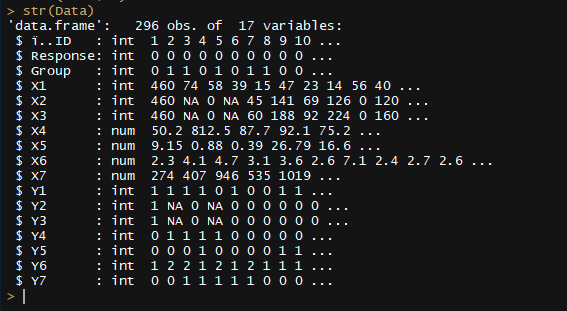 > str(Data)
'data.frame':	296 obs. of  17 variables:
 $ ï..ID   : int  1 2 3 4 5 6 7 8 9 10 ...
 $ Response: int  0 0 0 0 0 0 0 0 0 0 ...
 $ Group   : int  0 1 1 0 1 0 1 1 0 0 ...
 $ X1      : int  460 74 58 39 15 47 23 14 56 40 ...
 $ X2      : int  460 NA 0 NA 45 141 69 126 0 120 ...
 $ X3      : int  460 NA 0 NA 60 188 92 224 0 160 ...
 $ X4      : num  50.2 812.5 87.7 92.1 75.2 ...
 $ X5      : num  9.15 0.88 0.39 26.79 16.6 ...
 $ X6      : num  2.3 4.1 4.7 3.1 3.6 2.6 7.1 2.4 2.7 2.6 ...
 $ X7      : num  274 407 946 535 1019 ...
 $ Y1      : int  1 1 1 1 0 1 0 0 1 1 ...
 $ Y2      : int  1 NA 0 NA 0 0 0 0 0 0 ...
 $ Y3      : int  1 NA 0 NA 0 0 0 0 0 0 ...
 $ Y4      : int  0 1 1 1 1 0 0 0 0 0 ...
 $ Y5      : int  0 0 0 1 0 0 0 0 1 1 ...
 $ Y6      : int  1 2 2 1 2 1 2 1 1 1 ...
 $ Y7      : int  0 0 1 1 1 1 1 0 0 0 ...
>